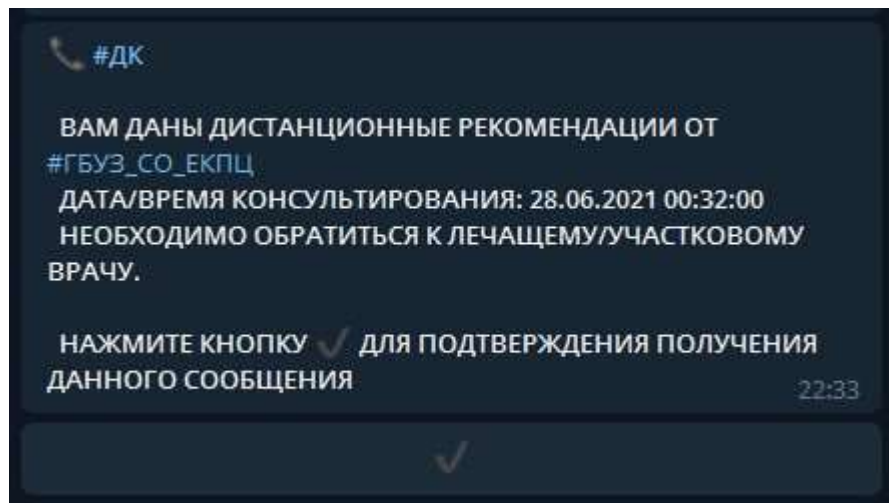 📞 #ДК
ВАМ ДАНЫ ДИСТАНЦИОННЫЕ РЕКОМЕНДАЦИИ ОТ
#ГБУЗ_СО_ЕКПЦ
ДАТА/ВРЕМЯ КОНСУЛЬТИРОВАНИЯ: 28.06.2021 00:32:00
НЕОБХОДИМО ОБРАТИТЬСЯ К ЛЕЧАЩЕМУ/УЧАСТКОВОМУ
ВРАЧУ.
НАЖМИТЕ КНОПКУ ✔ ДЛЯ ПОДТВЕРЖДЕНИЯ ПОЛУЧЕНИЯ
ДАННОГО СООБЩЕНИЯ
22:33
✔